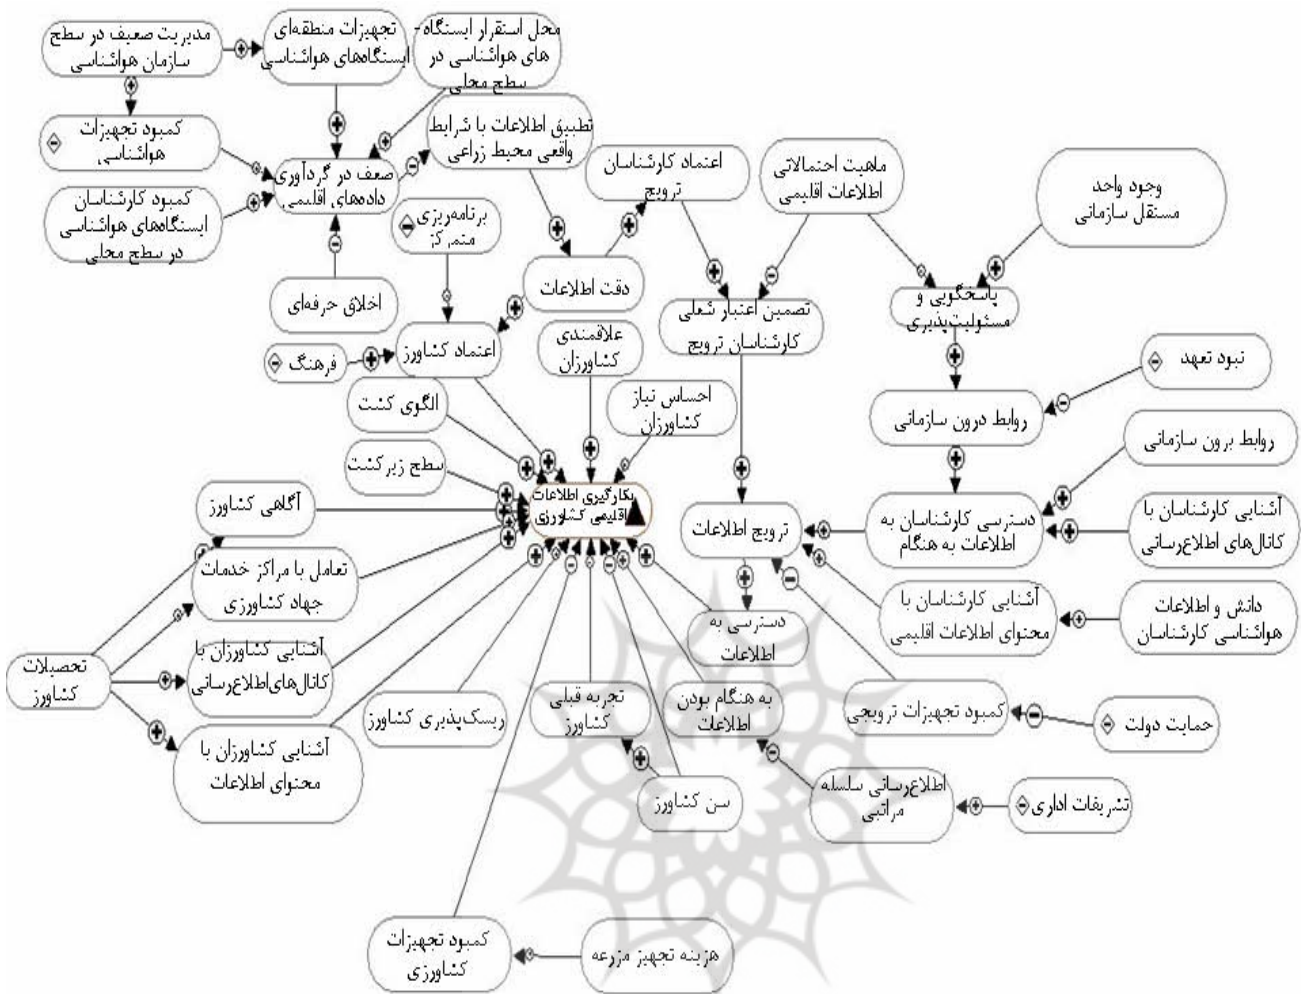 مدیریت ضعیف در سطح
سازمان هواشناسی
تجهیزات منطقه‌ای
ایستگاه‌های هواشناسی
محل استقرار ایستگاه-
های هواشناسی در
سطح محلی
کمبود تجهیزات
هواشناسی
ضعف در گردآوری
داده‌های اقلیمی
تطبیق اطلاعات با شرایط
واقعی محیط زراعی
اعتماد کارشناسان
ترویج
ماهیت احتمالاتی
اطلاعات اقلیمی
وجود واحد
مستقل سازمانی
کمبود کارشناسان
ایستگاه‌های هواشناسی
در سطح محلی
برنامه‌ریزی
متمرکز
اخلاق حرفه‌ای
دقت اطلاعات
تضمین اعتبار شغلی
کارشناسان ترویج
پاسخگویی و
مسئولیت‌پذیری
فرهنگ
اعتماد کشاورز
علاقمندی
کشاورزان
نبود تعهد
الگوی کشت
احساس نیاز
کشاورزان
روابط درون سازمانی
روابط برون سازمانی
سطح زیرکشت
بکارگیری اطلاعات
اقلیمی کشاورزی
آگاهی کشاورز
ترویج اطلاعات
دسترسی کارشناسان به
اطلاعات به هنگام
آشنایی کارشناسان با
کانال‌های اطلاع‌رسانی
تعامل با مراکز خدمات
جهاد کشاورزی
دسترسی به
اطلاعات
آشنایی کارشناسان با
محتوای اطلاعات اقلیمی
دانش و اطلاعات
هواشناسی کارشناسان
تحصیلات
کشاورز
آشنایی کشاورزان با
کانال‌های اطلاع‌رسانی
ریسک‌پذیری کشاورز
تجربه قبلی
کشاورز
به هنگام بودن
اطلاعات
کمبود تجهیزات ترویجی
حمایت دولت
آشنایی کشاورزان با
محتوای اطلاعات
سن کشاورز
اطلاع‌رسانی سلسله
مراتبی
تشریفات اداری
کمبود تجهیزات
کشاورزی
هزینه تجهیز مزرعه